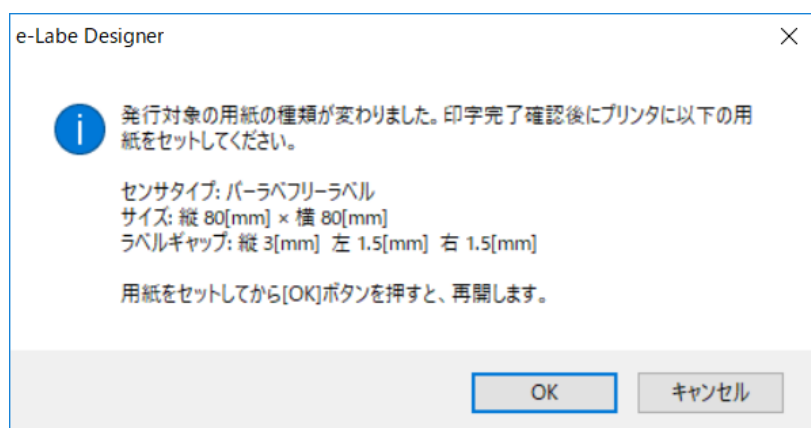 e-Labe Designer
発行対象の用紙の種類が変わりました。印字完了確認後にプリンタに以下の用
紙をセットしてください。
センサタイプ: バーラベフリーラベル
サイズ: 縦 80[mm] × 横 80[mm]
ラベルギャップ: 縦 3[mm] 左 1.5[mm] 右 1.5[mm]
用紙をセットしてから[OK]ボタンを押すと、再開します。
OK
キャンセル